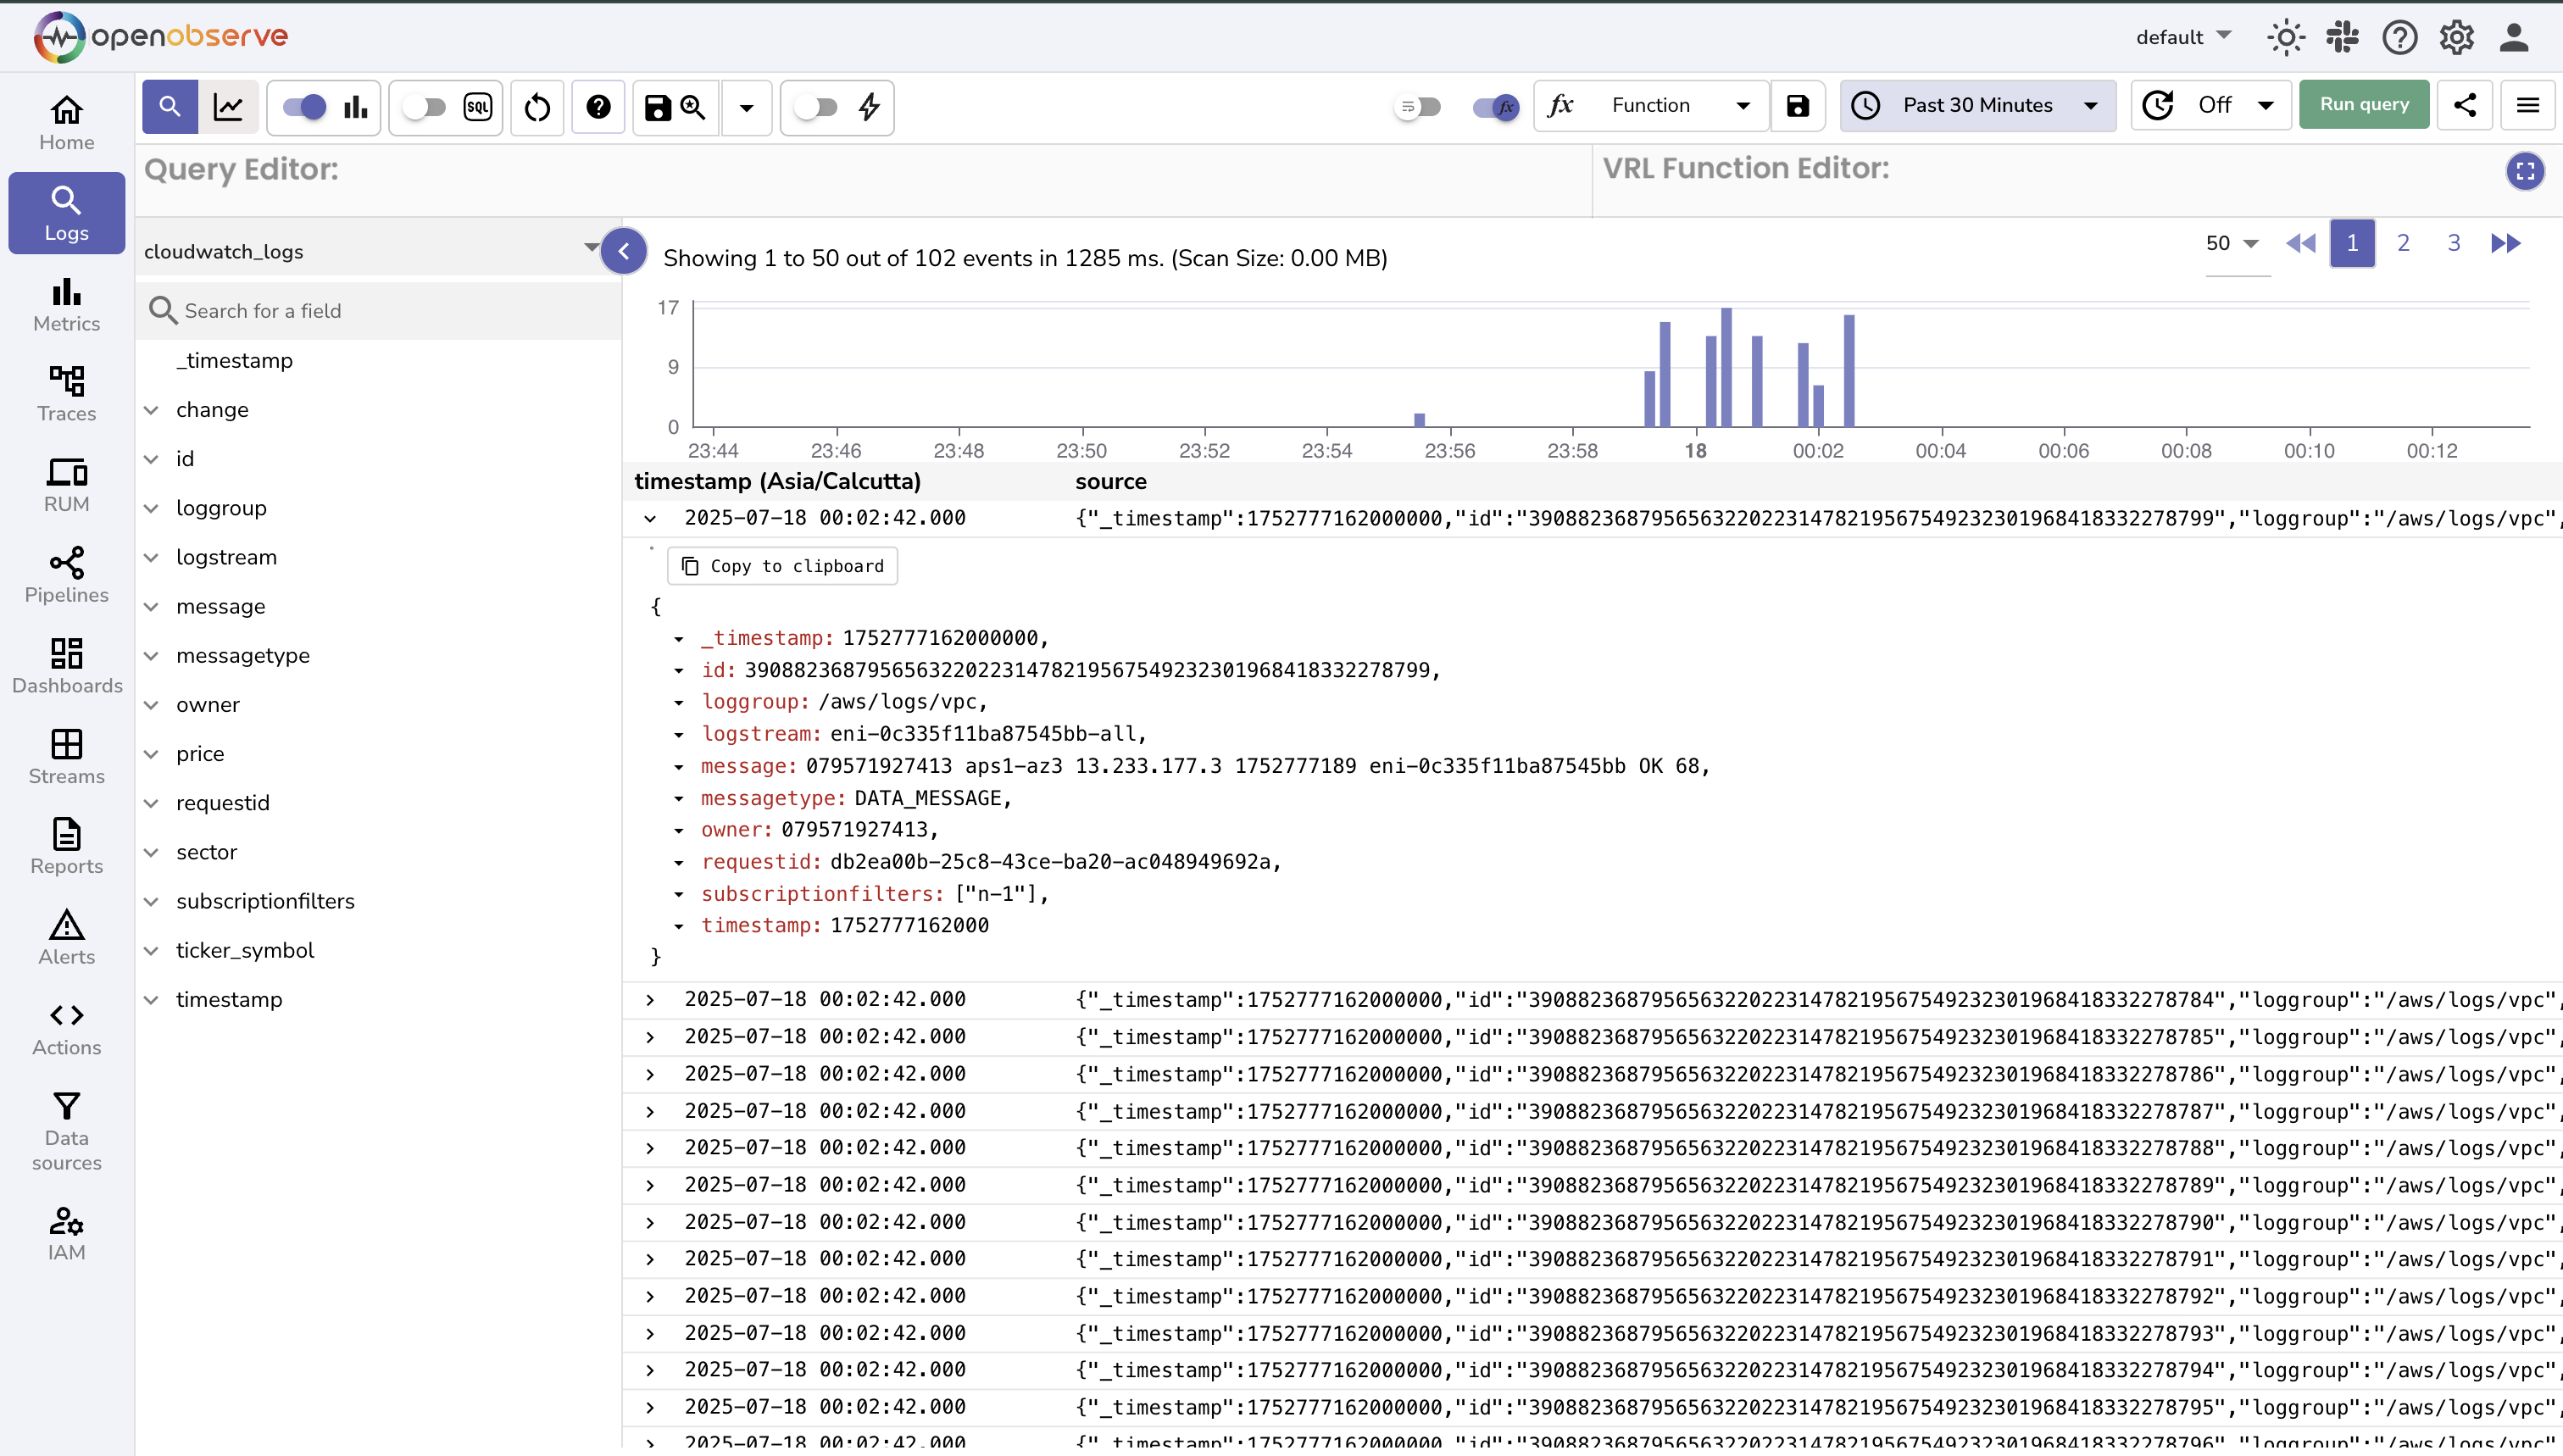 openobserve
default
SQL
fx
fx
Function
Past 30 Minutes
Off
Run query
Home
Logs
Metrics
Traces
RUM
Pipelines
Dashboards
Streams
Reports
Alerts
Actions
Data
sources
IAM
Query Editor:
VRL Function Editor:
cloudwatch_logs
Search for a field
_timestamp
change
id
loggroup
logstream
message
messagetype
owner
price
requestid
sector
subscriptionfilters
ticker_symbol
timestamp
Showing 1 to 50 out of 102 events in 1285 ms. (Scan Size: 0.00 MB)
50 1 2 3
17
9
0
23:44 23:46 23:48 23:50 23:52 23:54 23:56 23:58 18 00:02 00:04 00:06 00:08 00:10 00:12
timestamp (Asia/Calcutta) source
2025-07-18 00:02:42.000 {"_timestamp":1752777162000000,"id":"39088236879565632202231478219567549232301968418332278799","loggroup":"/aws/logs/vpc",
Copy to clipboard
{
_timestamp: 1752777162000000,
id: 39088236879565632202231478219567549232301968418332278799,
loggroup: /aws/logs/vpc,
logstream: eni-0c335f11ba87545bb-all,
message: 079571927413 aps1-az3 13.233.177.3 1752777189 eni-0c335f11ba87545bb OK 68,
messagetype: DATA_MESSAGE,
owner: 079571927413,
requestid: db2ea00b-25c8-43ce-ba20-ac048949692a,
subscriptionfilters: ["n-1"],
timestamp: 1752777162000
}
2025-07-18 00:02:42.000 {"_timestamp":1752777162000000,"id":"39088236879565632202231478219567549232301968418332278784","loggroup":"/aws/logs/vpc",
2025-07-18 00:02:42.000 {"_timestamp":1752777162000000,"id":"39088236879565632202231478219567549232301968418332278785","loggroup":"/aws/logs/vpc",
2025-07-18 00:02:42.000 {"_timestamp":1752777162000000,"id":"39088236879565632202231478219567549232301968418332278786","loggroup":"/aws/logs/vpc",
2025-07-18 00:02:42.000 {"_timestamp":1752777162000000,"id":"39088236879565632202231478219567549232301968418332278787","loggroup":"/aws/logs/vpc",
2025-07-18 00:02:42.000 {"_timestamp":1752777162000000,"id":"39088236879565632202231478219567549232301968418332278788","loggroup":"/aws/logs/vpc",
2025-07-18 00:02:42.000 {"_timestamp":1752777162000000,"id":"39088236879565632202231478219567549232301968418332278789","loggroup":"/aws/logs/vpc",
2025-07-18 00:02:42.000 {"_timestamp":1752777162000000,"id":"39088236879565632202231478219567549232301968418332278790","loggroup":"/aws/logs/vpc",
2025-07-18 00:02:42.000 {"_timestamp":1752777162000000,"id":"39088236879565632202231478219567549232301968418332278791","loggroup":"/aws/logs/vpc",
2025-07-18 00:02:42.000 {"_timestamp":1752777162000000,"id":"39088236879565632202231478219567549232301968418332278792","loggroup":"/aws/logs/vpc",
2025-07-18 00:02:42.000 {"_timestamp":1752777162000000,"id":"39088236879565632202231478219567549232301968418332278793","loggroup":"/aws/logs/vpc",
2025-07-18 00:02:42.000 {"_timestamp":1752777162000000,"id":"39088236879565632202231478219567549232301968418332278794","loggroup":"/aws/logs/vpc",
2025-07-18 00:02:42.000 {"_timestamp":1752777162000000,"id":"39088236879565632202231478219567549232301968418332278795","loggroup":"/aws/logs/vpc",
2025-07-18 00:02:42.000 {"_timestamp":1752777162000000,"id":"39088236879565632202231478219567549232301968418332278796","loggroup":"/aws/logs/vpc",